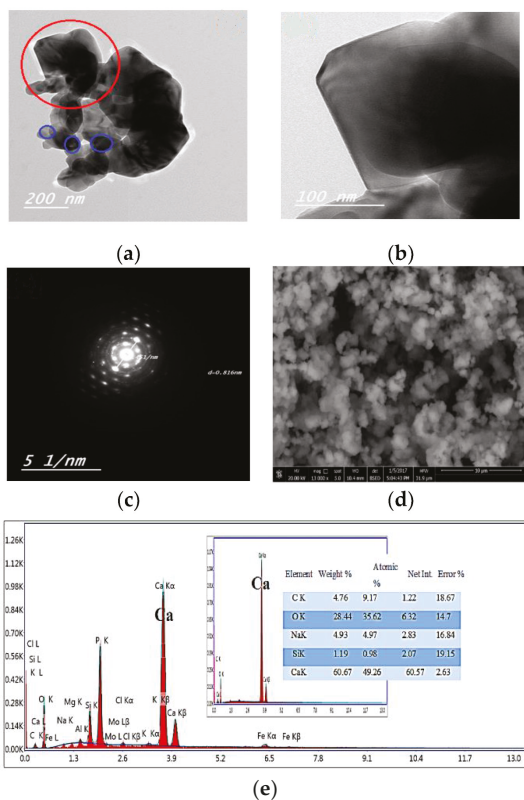 200 nm
100 nm
(a)
(b)
d=0.816nm
5 1/nm
(c)
(d)
1.26K
1.12K
0.98K
0.84K
0.70K
0.56K
0.42K
0.28K
0.14K
0.00K
Cl L
Si L
K L
O K
Ca L
C K
Fe L
Na K
Mg K
Al K
Si K
P K
Cl Kα
Mo Lβ
Mo L
Cl Kβ
K Kα
K Kβ
Ca Kα
Ca
Ca Kβ
Fe Kα
Fe Kβ
0.0 1.3 2.6 3.9 5.2 6.5 7.8 9.1 10.4 11.7 13.0
Ca
Element Weight % Atomic % Net Int. Error %
C K 4.76 9.17 1.22 18.67
O K 28.44 35.62 6.32 14.7
NaK 4.93 4.97 2.83 16.84
SiK 1.19 0.98 2.07 19.15
CaK 60.67 49.26 60.57 2.63
(e)